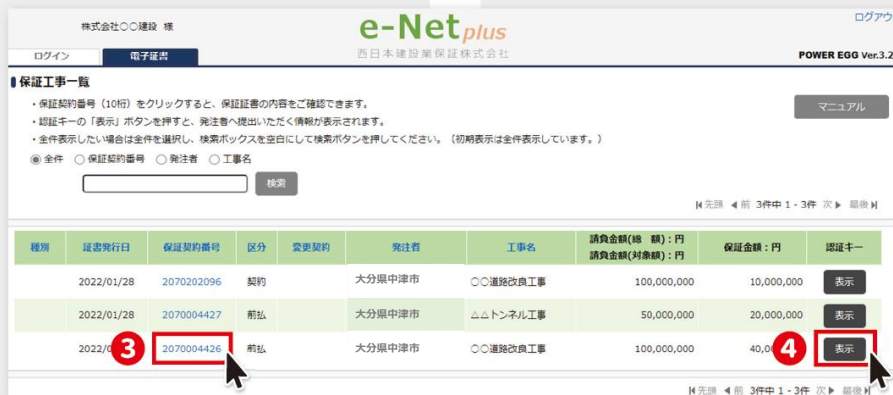 株式会社〇〇建設 様
e-Net plus
西日本建設業保証株式会社
ログアウ
ログイン 電子証書
POWER EGG Ver.3.2
保証工事一覧
・保証契約番号（10桁）をクリックすると、保証証書の内容をご確認できます。
・認証キーの「表示」ボタンを押すと、発注者へ提出いただく情報が表示されます。
・全件表示したい場合は全件を選択し、検索ボックスを空白にして検索ボタンを押してください。（初期表示は全件表示しています。）
マニュアル
全件 保証契約番号 発注者 工事名
検索
先頭 前 3件中 1 - 3件 次 最後
種別 証書発行日 保証契約番号 区分 変更契約 発注者 工事名 請負金額(総 額)：円 保証金額：円 認証キー
請負金額(対象額)：円
2022/01/28 2070202096 契約 大分県中津市 〇〇道路改良工事 100,000,000 10,000,000 表示
2022/01/28 2070004427 前払 大分県中津市 △△トンネル工事 50,000,000 20,000,000 表示
2022/0 3 2070004426 前払 大分県中津市 〇〇道路改良工事 100,000,000 40,0 4 表示
先頭 前 3件中 1 - 3件 次 最後